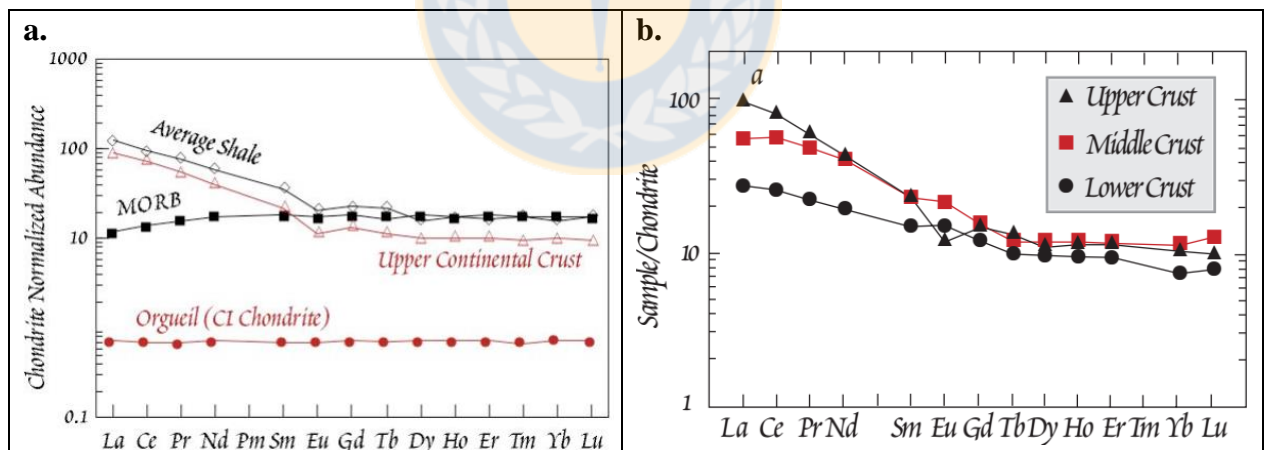 a.
1000
100
10
0.1
Chondrite Normalized Abundance
Average Shale
MORB
Upper Continental Crust
Orgueil (CI Chondrite)
La Ce Pr Nd Pm Sm Eu Gd Tb Dy Ho Er Tm Yb Lu
b.
a
100
10
1
Sample/Chondrite
Upper Crust
Middle Crust
Lower Crust
La Ce Pr Nd Sm Eu Gd Tb Dy Ho Er Tm Yb Lu